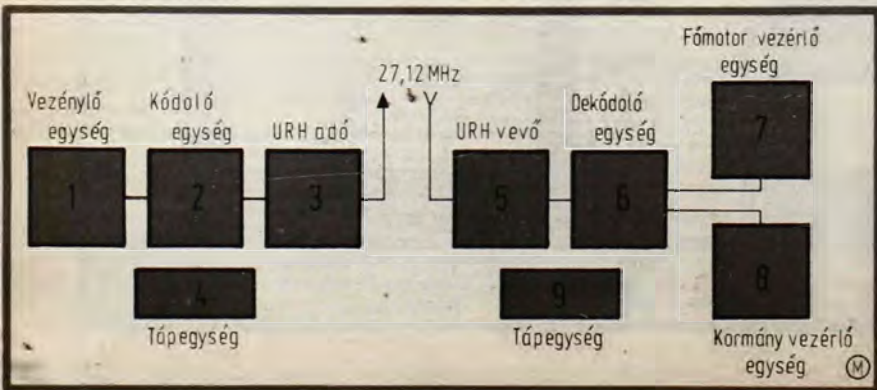 Vezénylő
egység
1
Kódoló
egység
2
URH adó
3
4
Tápegység
27,12 MHz
URH vevő
5
Dekódoló
egység
6
9
Tápegység
Főmotor vezérlő
egység
7
8
Kormány vezérlő
egység
M